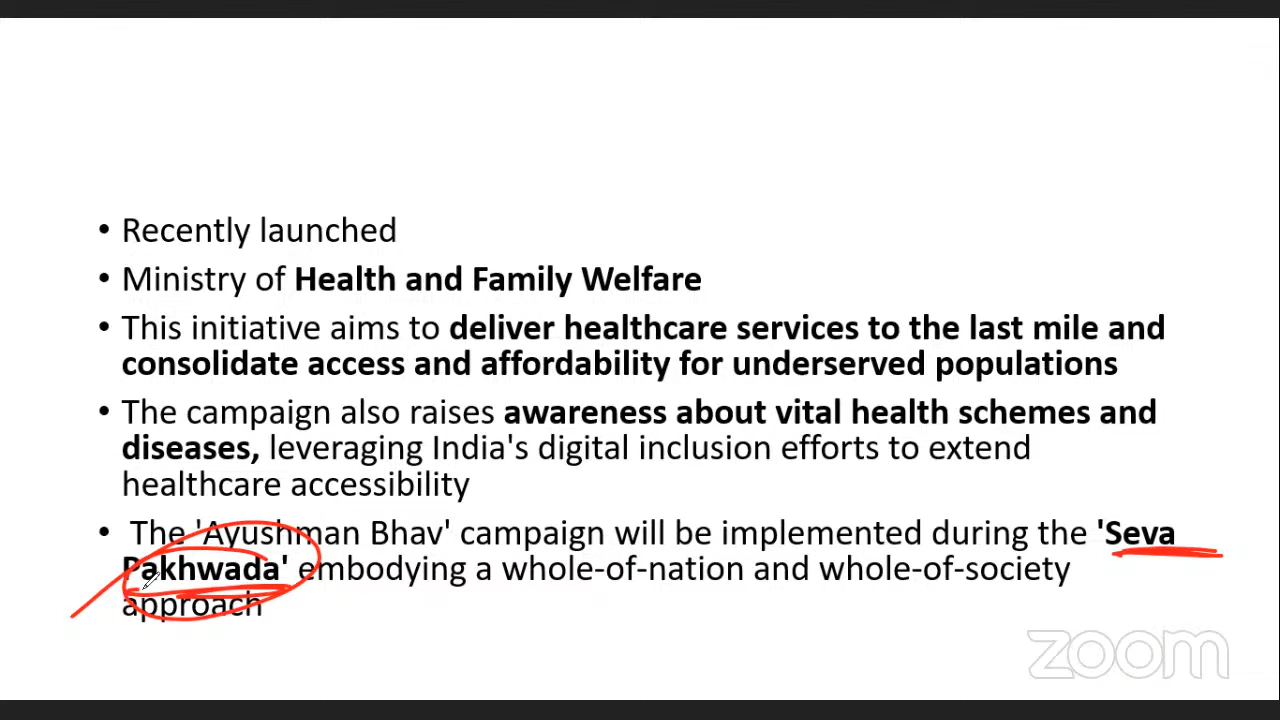 • Recently launched
• Ministry of Health and Family Welfare
• This initiative aims to deliver healthcare services to the last mile and
consolidate access and affordability for underserved populations
• The campaign also raises awareness about vital health schemes and
diseases, leveraging India's digital inclusion efforts to extend
healthcare accessibility
• The 'Ayushman Bhav' campaign will be implemented during the 'Seva
Pakhwada' embodying a whole-of-nation and whole-of-society
approach
zoom